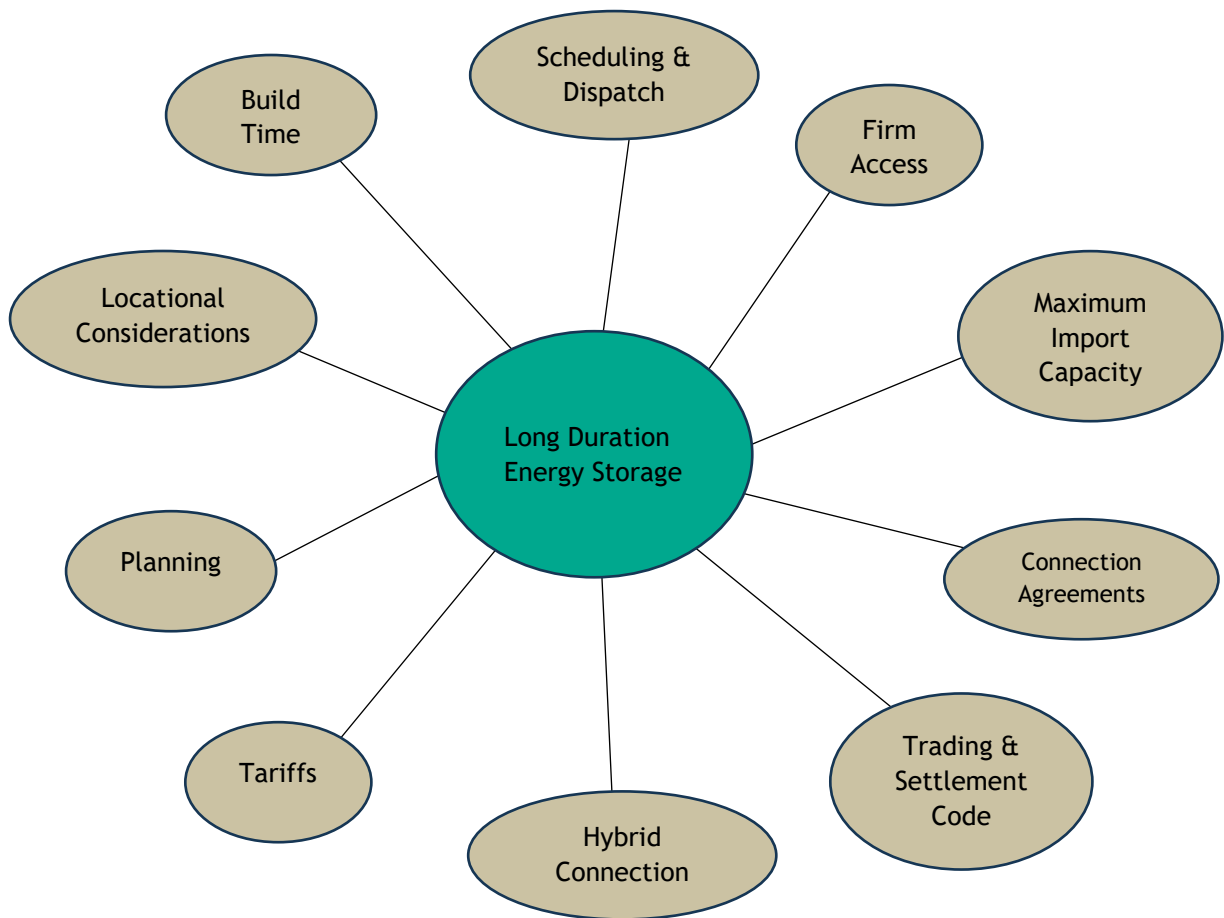 Scheduling &
Dispatch
Build
Time
Firm
Access
Locational
Considerations
Maximum
Import
Capacity
Long Duration
Energy Storage
Planning
Connection
Agreements
Tariffs
Trading &
Settlement
Code
Hybrid
Connection